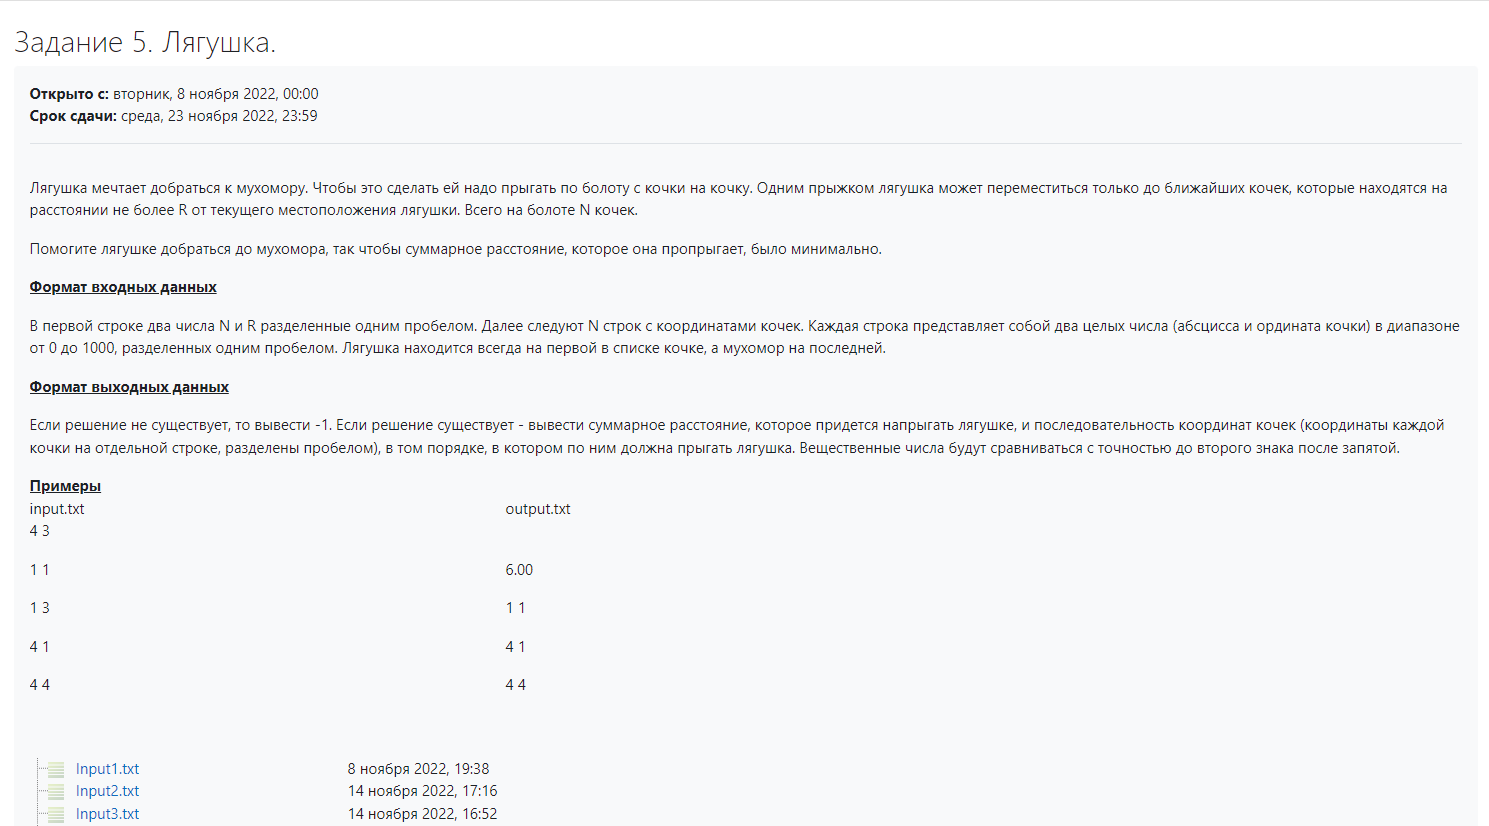 Задание 5. Лягушка.
Открыто с: вторник, 8 ноября 2022, 00:00
Срок сдачи: среда, 23 ноября 2022, 23:59
Лягушка мечтает добраться к мухомору. Чтобы это сделать ей надо прыгать по болоту с кочки на кочку. Одним прыжком лягушка может переместиться только до ближайших кочек, которые находятся на
расстоянии не более R от текущего местоположения лягушки. Всего на болоте N кочек.
Помогите лягушке добраться до мухомора, так чтобы суммарное расстояние, которое она пропрыгает, было минимально.
Формат входных данных
В первой строке два числа N и R разделенные одним пробелом. Далее следуют N строк с координатами кочек. Каждая строка представляет собой два целых числа (абсцисса и ордината кочки) в диапазоне
от 0 до 1000, разделенных одним пробелом. Лягушка находится всегда на первой в списке кочке, а мухомор на последней.
Формат выходных данных
Если решение не существует, то вывести -1. Если решение существует - вывести суммарное расстояние, которое придется напрыгать лягушке, и последовательность координат кочек (координаты каждой
кочки на отдельной строке, разделены пробелом), в том порядке, в котором по ним должна прыгать лягушка. Вещественные числа будут сравниваться с точностью до второго знака после запятой.
Примеры
input.txt output.txt
4 3
1 1 6.00
1 3 1 1
4 1 4 1
4 4 4 4
Input1.txt 8 ноября 2022, 19:38
Input2.txt 14 ноября 2022, 17:16
Input3.txt 14 ноября 2022, 16:52